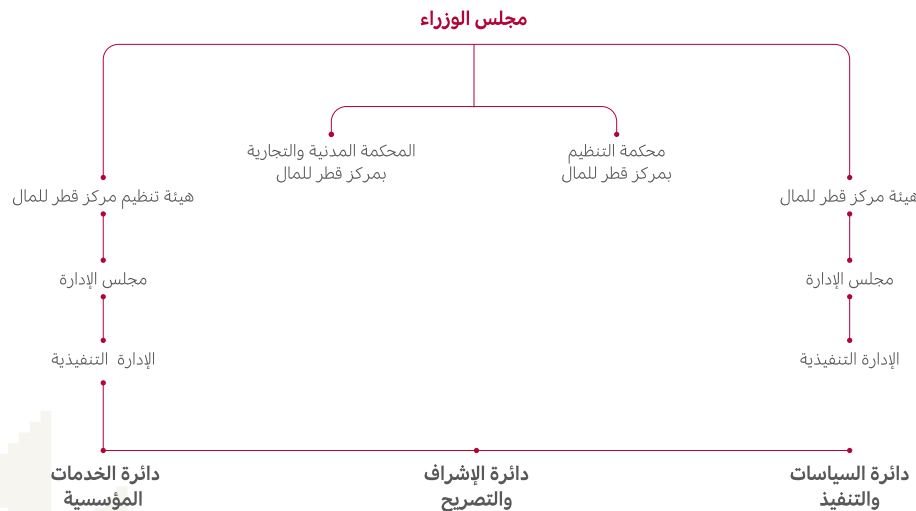 مجلس الوزراء
محكمة التنظيم
بمركز قطر للمال
المحكمة المدنية والتجارية
بمركز قطر للمال
هيئة مركز قطر للمال
هيئة تنظيم مركز قطر للمال
مجلس الإدارة
مجلس الإدارة
الإدارة التنفيذية
الإدارة التنفيذية
دائرة السياسات
والتنفيذ
دائرة الإشراف
والتصريح
دائرة الخدمات
المؤسسية